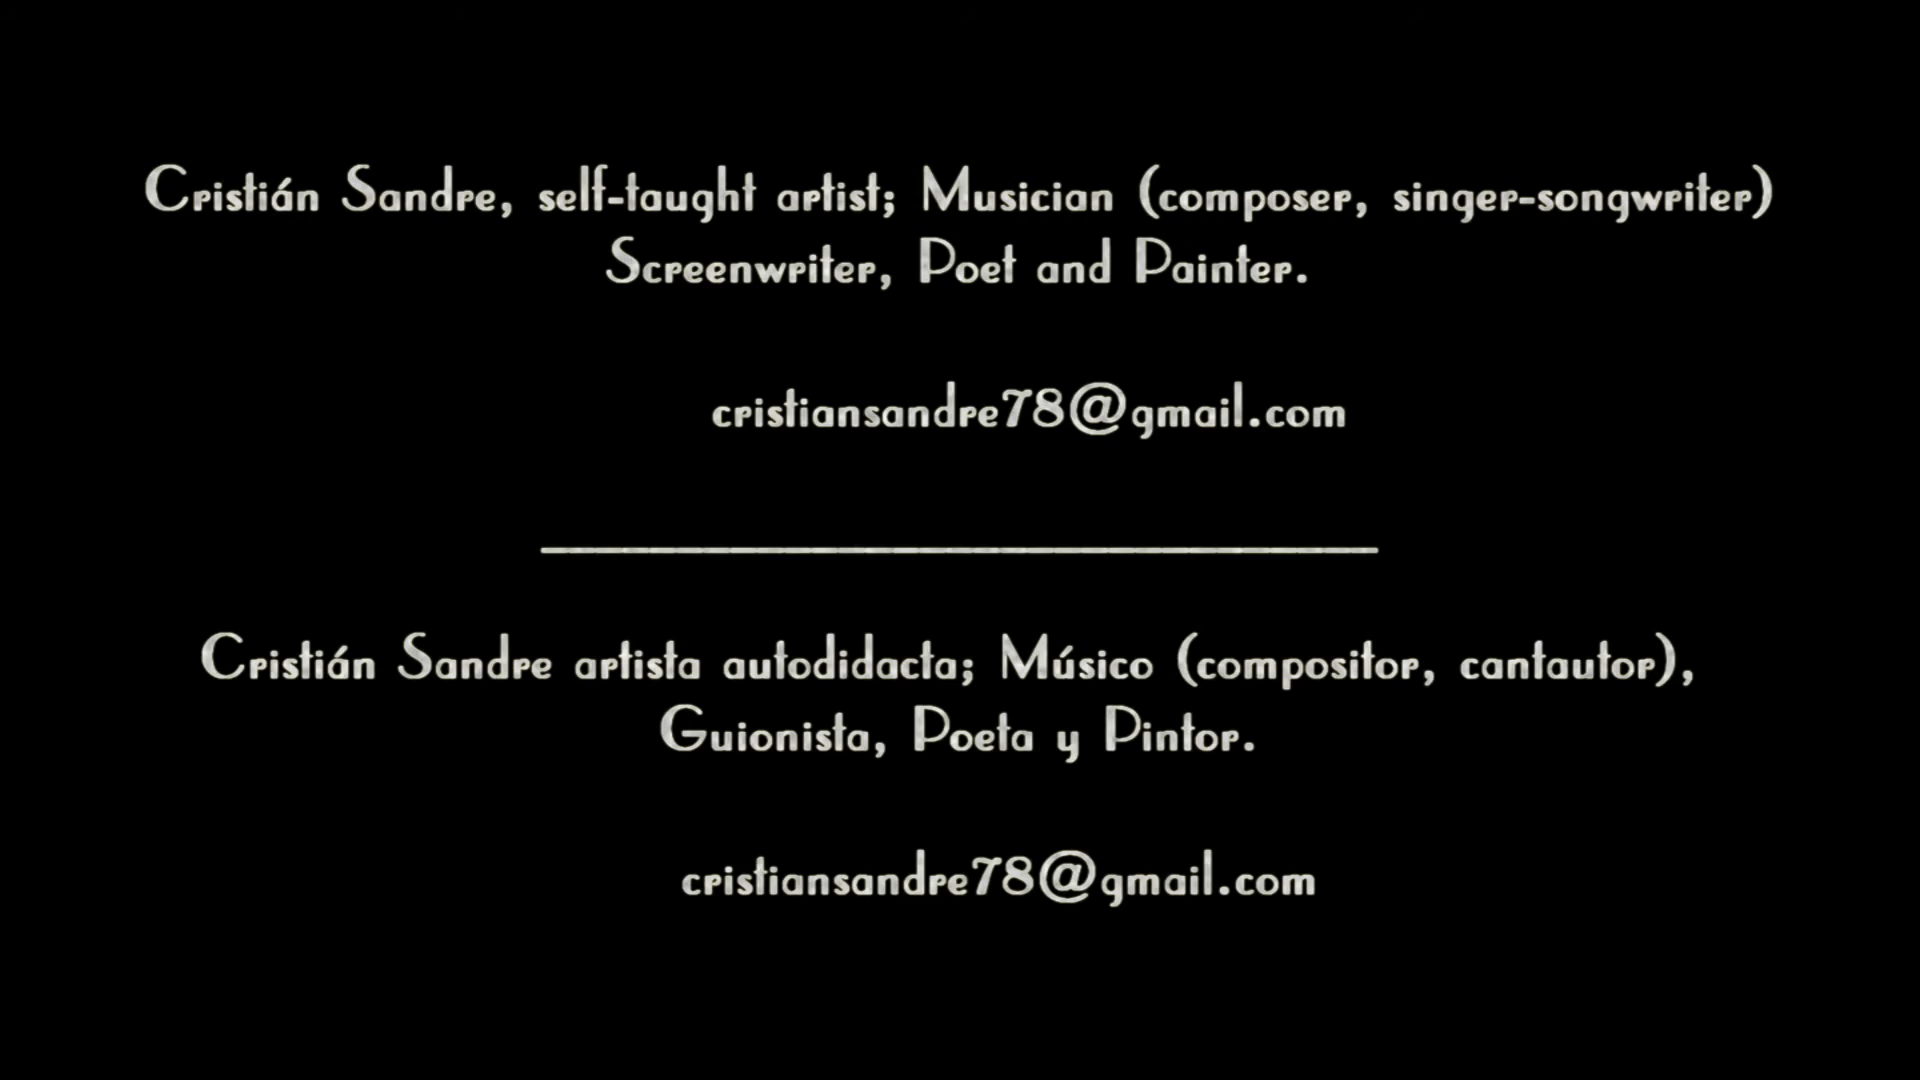 Cristián Sandre, self-taught artist; Musician (composer, singer-songwriter)
Screenwriter, Poet and Painter.
cristiansandre78@gmail.com
Cristián Sandre artista autodidacta; Músico (compositor, cantautor),
Guionista, Poeta y Pintor.
cristiansandre78@gmail.com